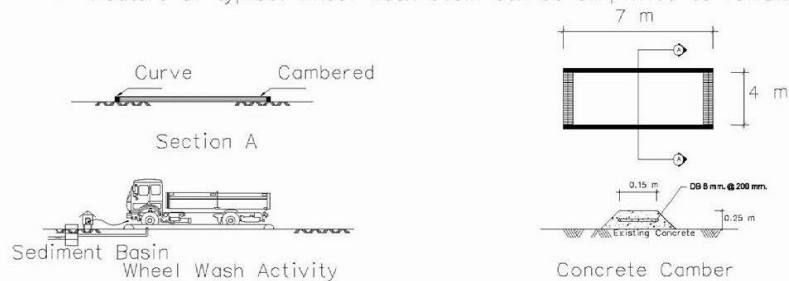 7 m
A
Curve
Cambered
4 m
Section A
A
0.15 m
DB 6 mm. @ 200 mm.
0.25 m
Existing Concrete
Sediment Basin
Wheel Wash Activity
Concrete Camber